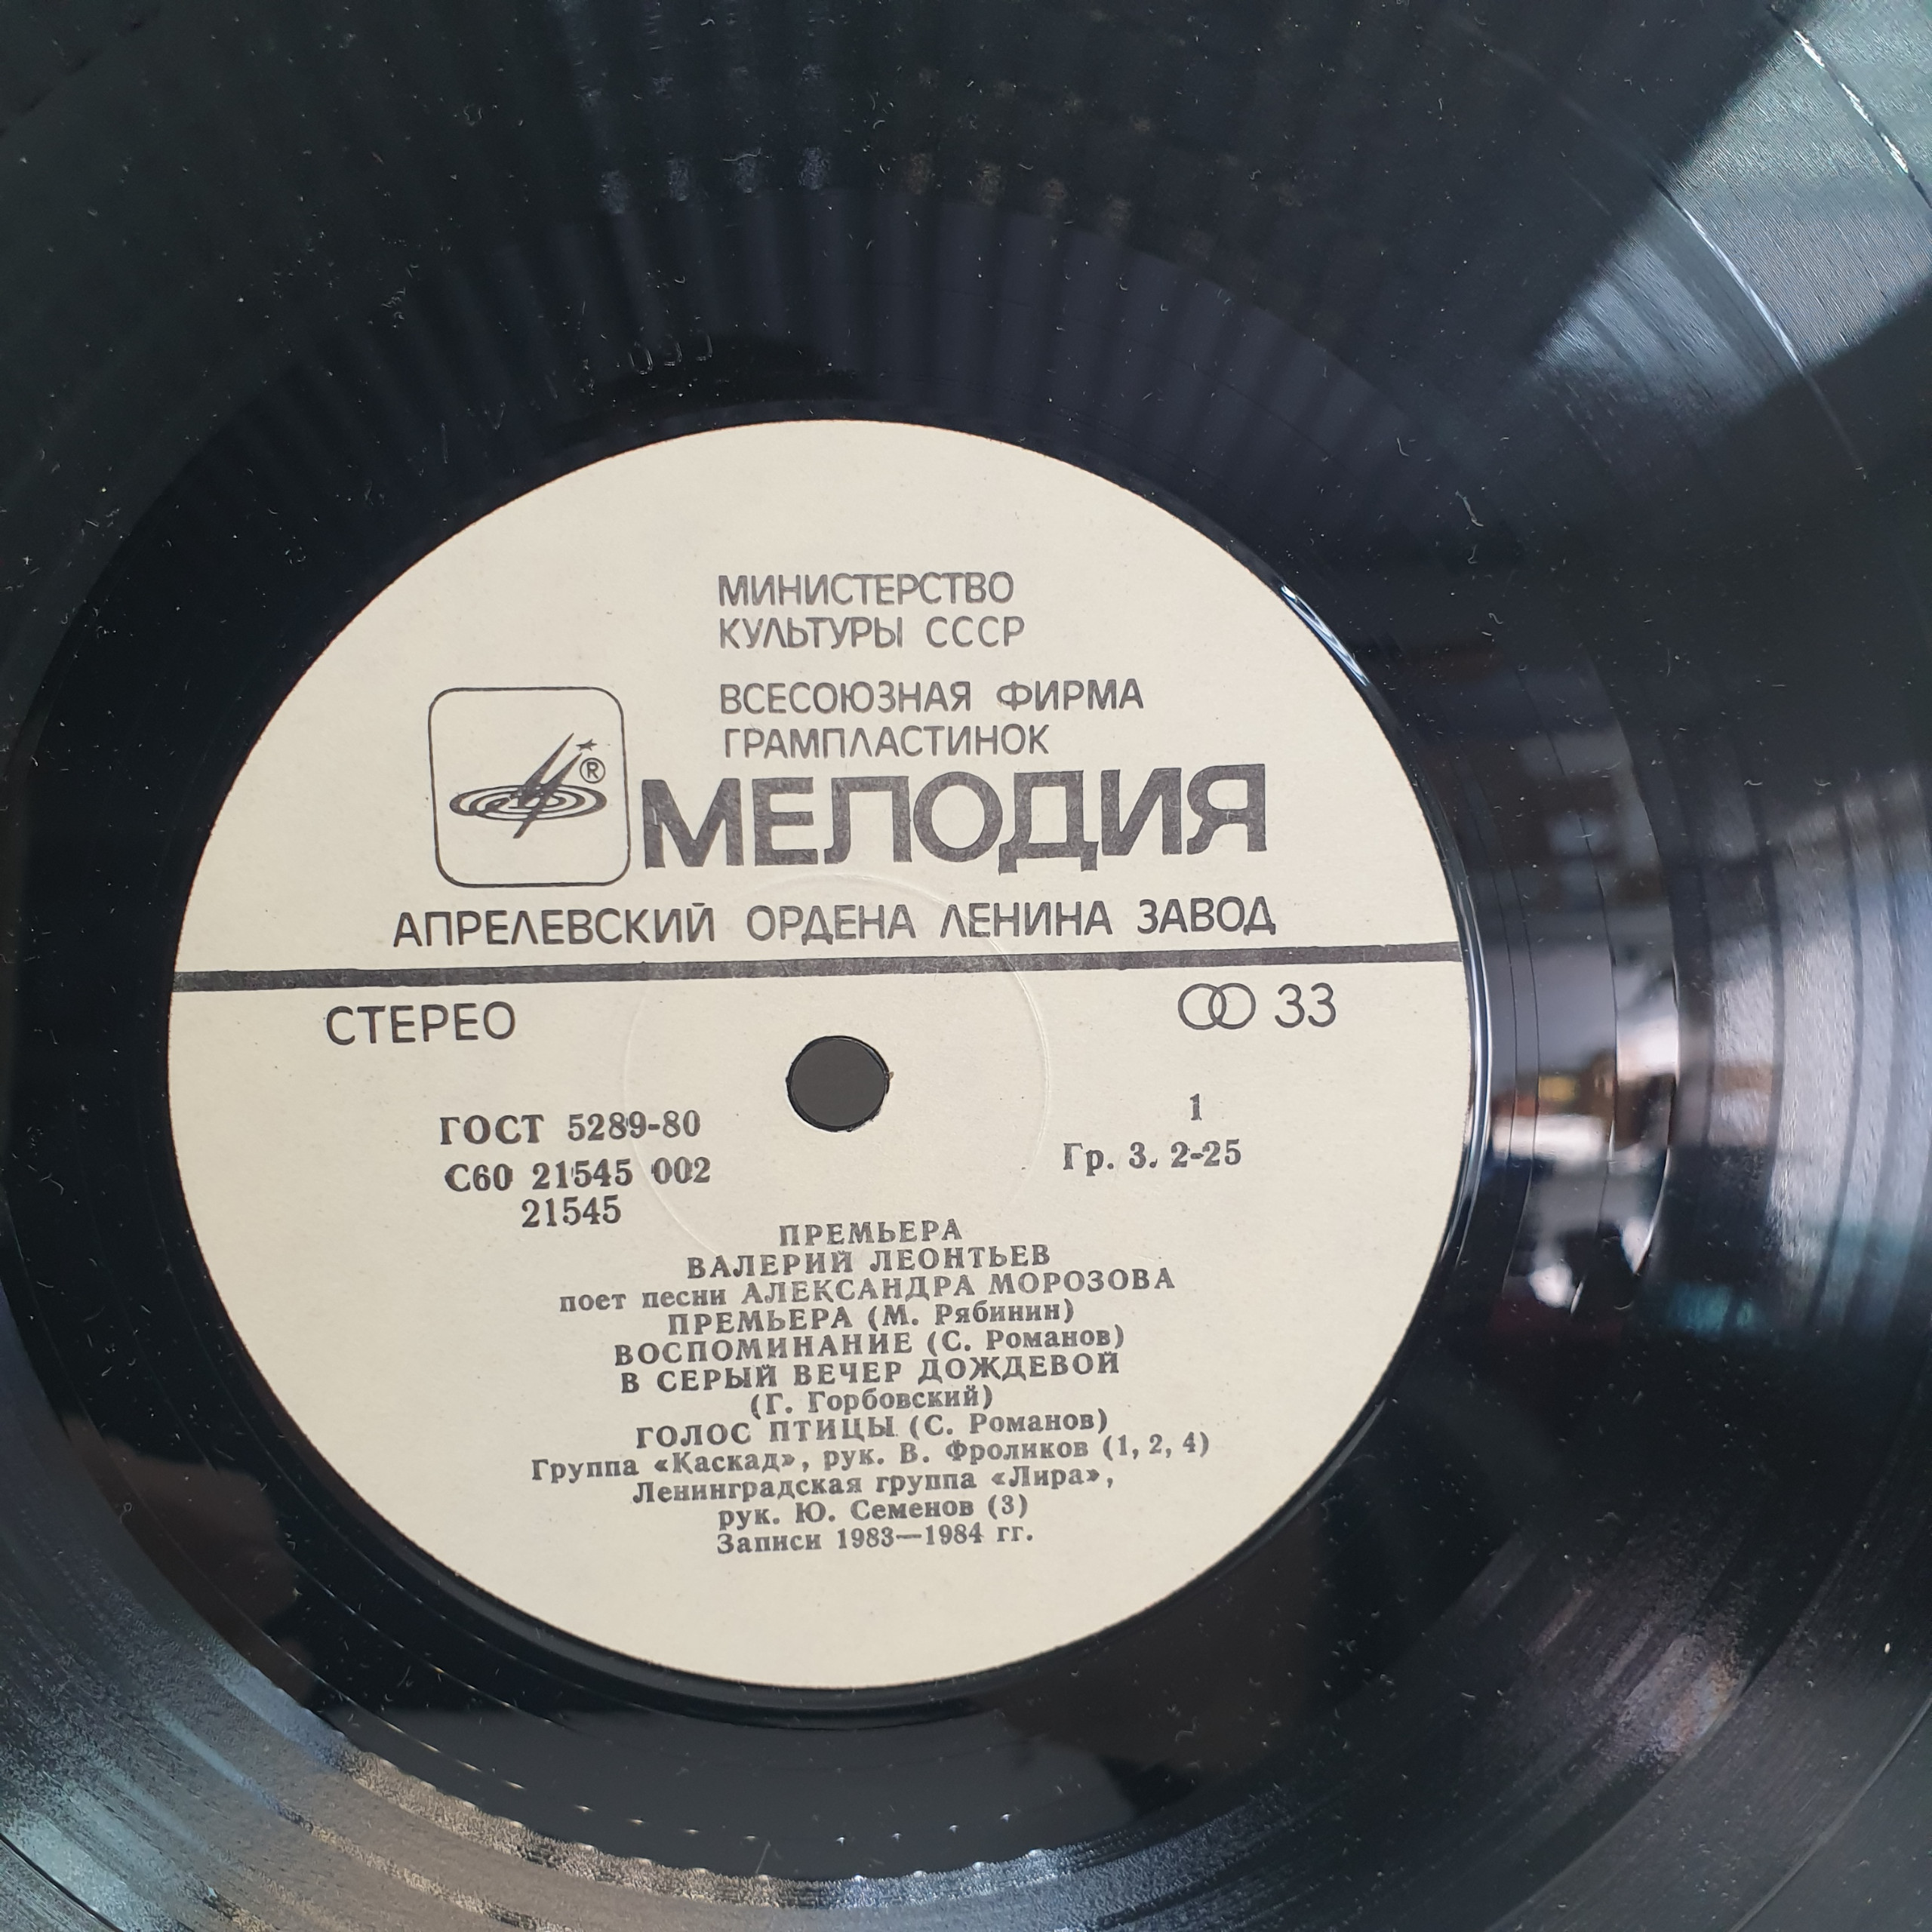 МИНИСТЕРСТВО
КУЛЬТУРЫ СССР
ВСЕСОЮЗНАЯ ФИРМА
ГРАМПЛАСТИНОК
®
МЕЛОДИЯ
АПРЕЛЕВСКИЙ ОРДЕНА ЛЕНИНА ЗАВОД
СТЕРЕО
33
ГОСТ 5289-80
1
С60 21545 002
Гр. 3. 2-25
21545
ПРЕМЬЕРА
ВАЛЕРИЙ ЛЕОНТЬЕВ
поет песни АЛЕКСАНДРА МОРОЗОВА
ПРЕМЬЕРА (М. Рябинин)
ВОСПОМИНАНИЕ (С. Романов)
В СЕРЫЙ ВЕЧЕР ДОЖДЕВОЙ
(Г. Горбовский)
ГОЛОС ПТИЦЫ (С. Романов)
Группа «Каскад», рук. В. Фроликов (1, 2, 4)
Ленинградская группа «Лира»,
рук. Ю. Семенов (3)
Записи 1983—1984 гг.